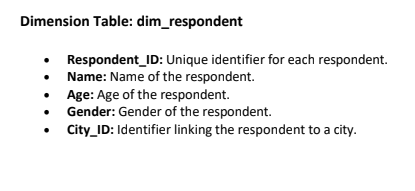 Dimension Table: dim_respondent
• Respondent_ID: Unique identifier for each respondent.
• Name: Name of the respondent.
• Age: Age of the respondent.
• Gender: Gender of the respondent.
• City_ID: Identifier linking the respondent to a city.